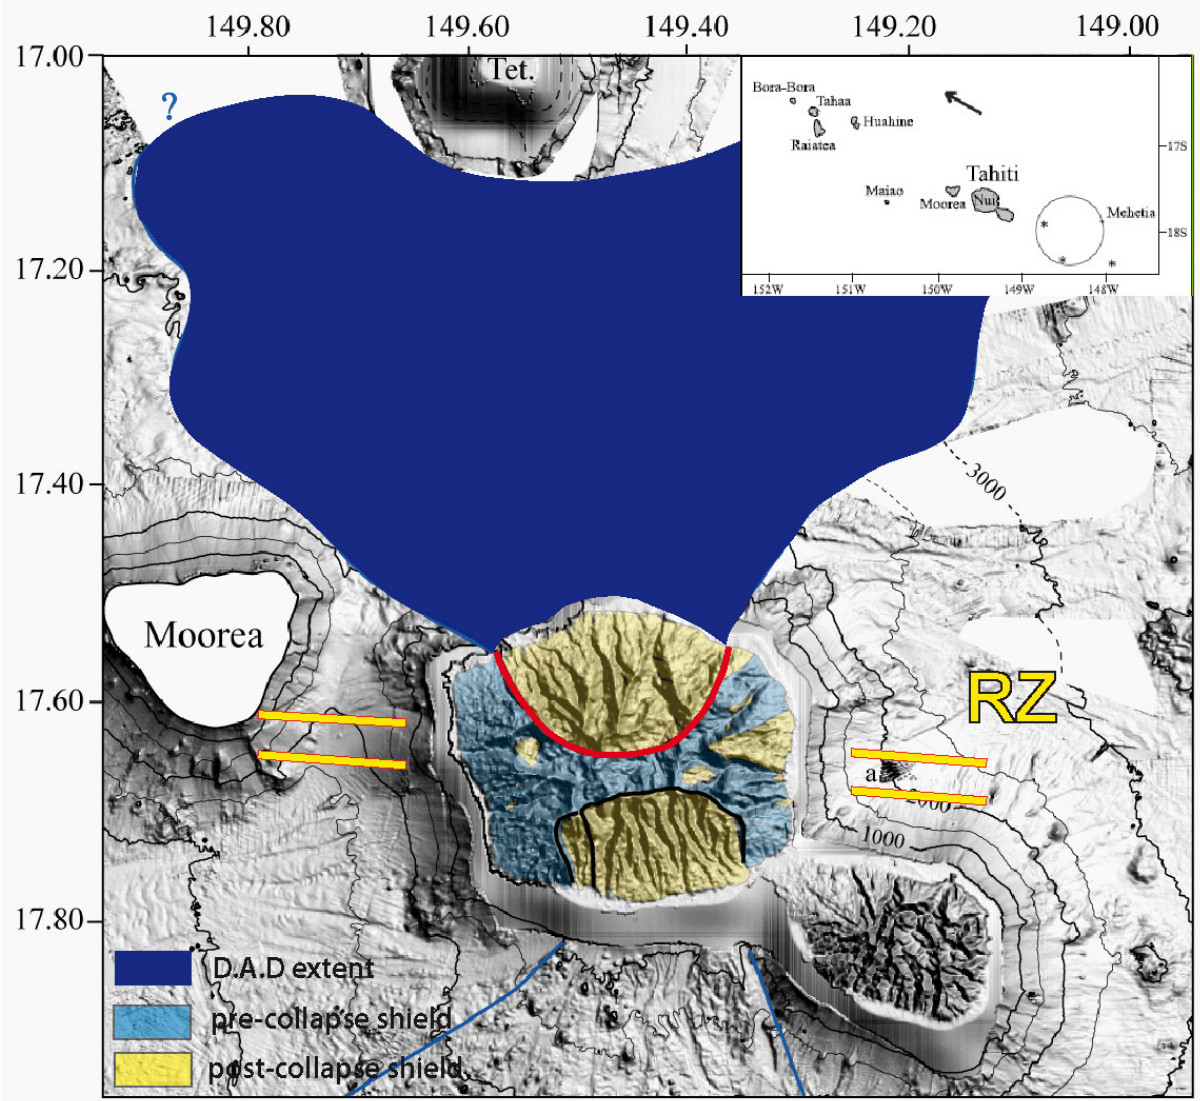 149.80 149.60 149.40 149.20 149.00
17.00
Tet.
?
Bora-Bora
Tahaa
Huahine
Raiatea
17S
Tahiti
Maiao
Moorea
Nui
Mehetia
18S
*
*
*
17.20
152W 151W 150W 149W 148W
17.40
3000
Moorea
17.60
RZ
a
2000
1000
17.80
D.A.D extent
pre-collapse shield
post-collapse shield